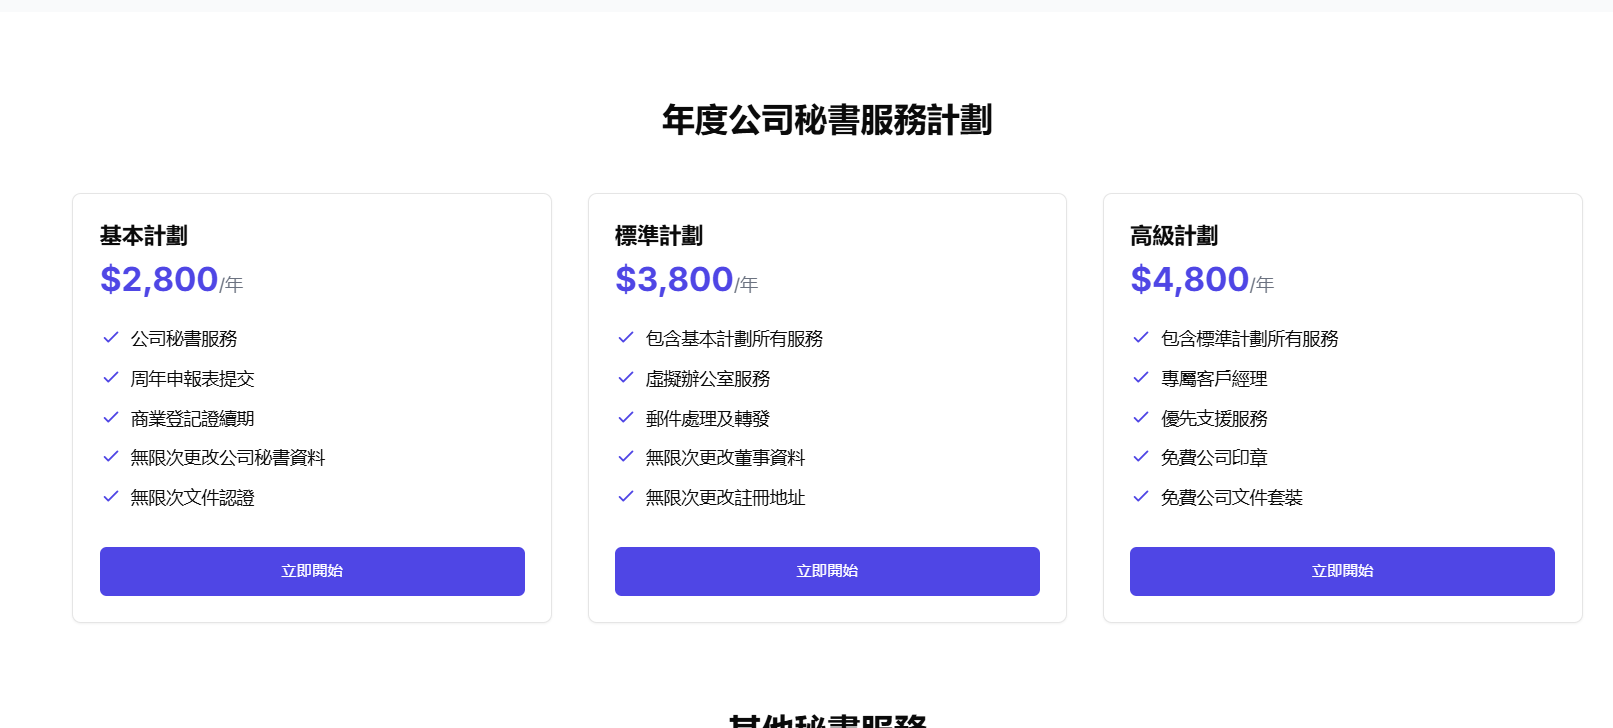 年度公司秘書服務計劃
基本計劃
$2,800/年
公司秘書服務
周年申報表提交
商業登記證續期
無限次更改公司秘書資料
無限次文件認證
立即開始
標準計劃
$3,800/年
包含基本計劃所有服務
虛擬辦公室服務
郵件處理及轉發
無限次更改董事資料
無限次更改註冊地址
立即開始
高級計劃
$4,800/年
包含標準計劃所有服務
專屬客戶經理
優先支援服務
免費公司印章
免費公司文件套裝
立即開始
其他秘書服務